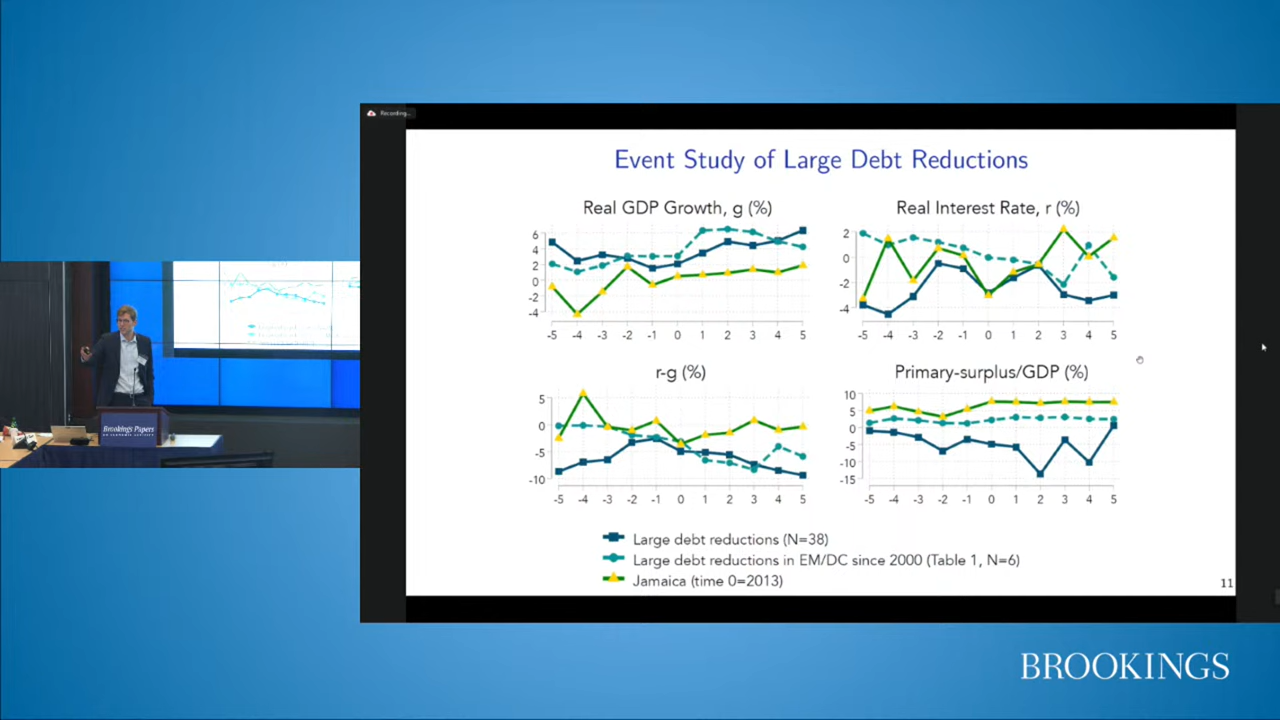 Recording...
Event Study of Large Debt Reductions
Real GDP Growth, g (%)
6
4
2
0
-2
-4
-5 -4 -3 -2 -1 0 1 2 3 4 5
Real Interest Rate, r (%)
2
0
-2
-4
-5 -4 -3 -2 -1 0 1 2 3 4 5
r-g (%)
5
0
-5
-10
-5 -4 -3 -2 -1 0 1 2 3 4 5
Primary-surplus/GDP (%)
10
5
0
-5
-10
-15
-5 -4 -3 -2 -1 0 1 2 3 4 5
Large debt reductions (N=38)
Large debt reductions in EM/DC since 2000 (Table 1, N=6)
Jamaica (time 0=2013)
11
Brookings Papers
BROOKINGS